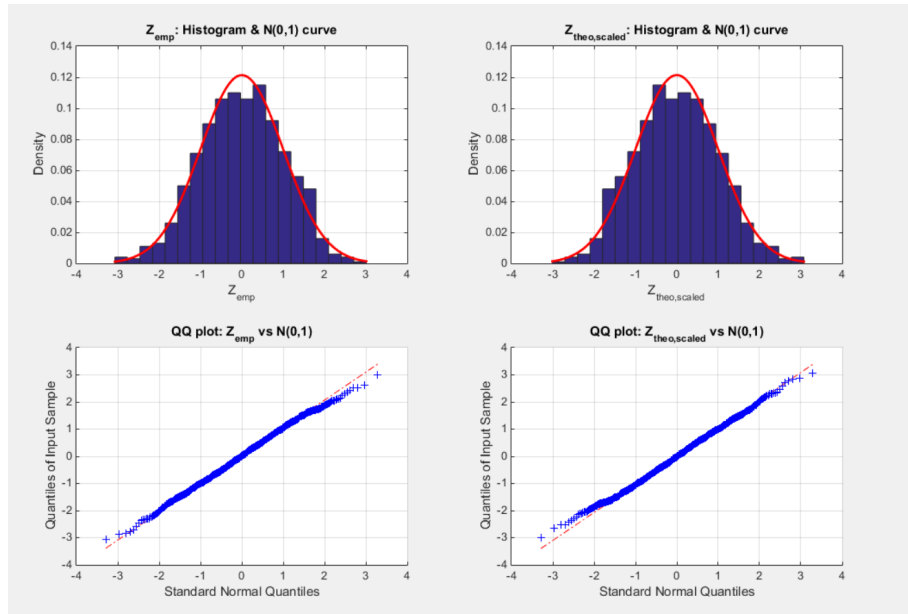 Z_emp: Histogram & N(0,1) curve
0.14
0.12
0.1
0.08
0.06
0.04
0.02
0
Density
-4 -3 -2 -1 0 1 2 3 4
Z_emp
Z_theo,scaled: Histogram & N(0,1) curve
0.14
0.12
0.1
0.08
0.06
0.04
0.02
0
Density
-4 -3 -2 -1 0 1 2 3 4
Z_theo,scaled
QQ plot: Z_emp vs N(0,1)
4
3
2
1
0
-1
-2
-3
-4
Quantiles of Input Sample
-4 -3 -2 -1 0 1 2 3 4
Standard Normal Quantiles
QQ plot: Z_theo,scaled vs N(0,1)
4
3
2
1
0
-1
-2
-3
-4
Quantiles of Input Sample
-4 -3 -2 -1 0 1 2 3 4
Standard Normal Quantiles